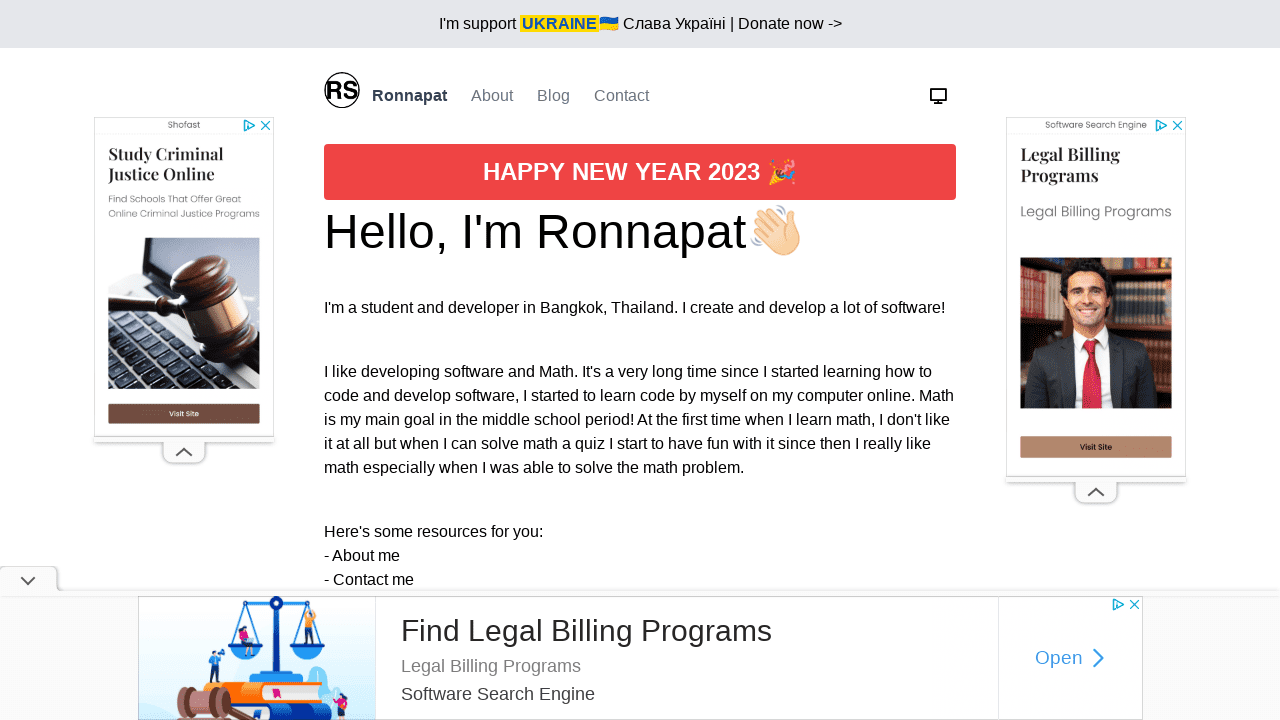 I'm support UKRAINE🇺🇦 Слава Україні | Donate now ->
RS
Ronnapat
About
Blog
Contact
Shofast
Study Criminal
Justice Online
Find Schools That Offer Great
Online Criminal Justice Programs
Visit Site
HAPPY NEW YEAR 2023 🎉
Hello, I'm Ronnapat👋🏻
I'm a student and developer in Bangkok, Thailand. I create and develop a lot of software!
I like developing software and Math. It's a very long time since I started learning how to
code and develop software, I started to learn code by myself on my computer online. Math
is my main goal in the middle school period! At the first time when I learn math, I don't like
it at all but when I can solve math a quiz I start to have fun with it since then I really like
math especially when I was able to solve the math problem.
Here's some resources for you:
- About me
- Contact me
Software Search Engine
Legal Billing
Programs
Legal Billing Programs
Visit Site
Find Legal Billing Programs
Legal Billing Programs
Software Search Engine
Open